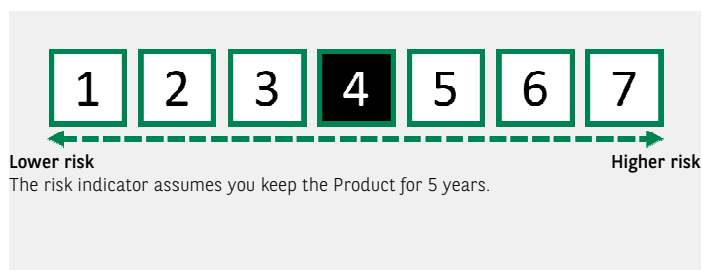 1 2 3 4 5 6 7
Lower risk Higher risk
The risk indicator assumes you keep the Product for 5 years.